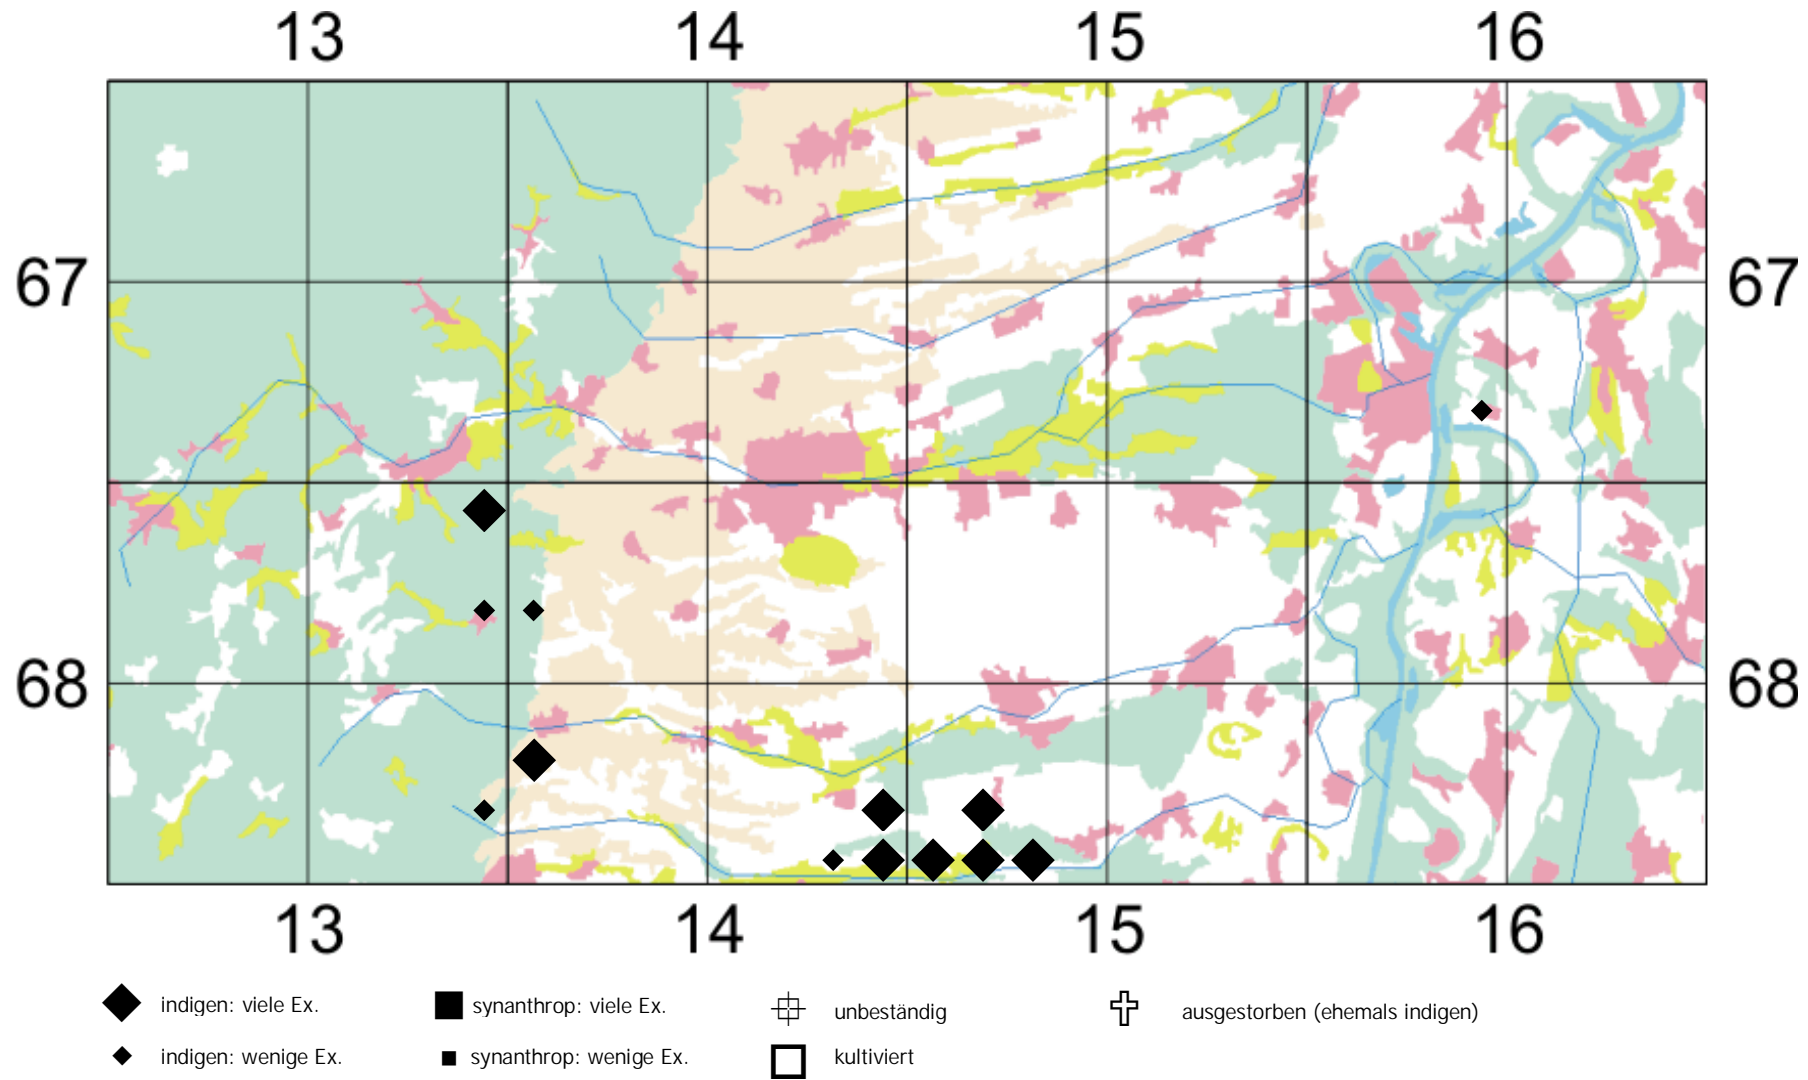 13 14 15 16
67 67
68 68
13 14 15 16
indigen: viele Ex. synanthrop: viele Ex. unbeständig ausgestorben (ehemals indigen)
indigen: wenige Ex. synanthrop: wenige Ex. kultiviert